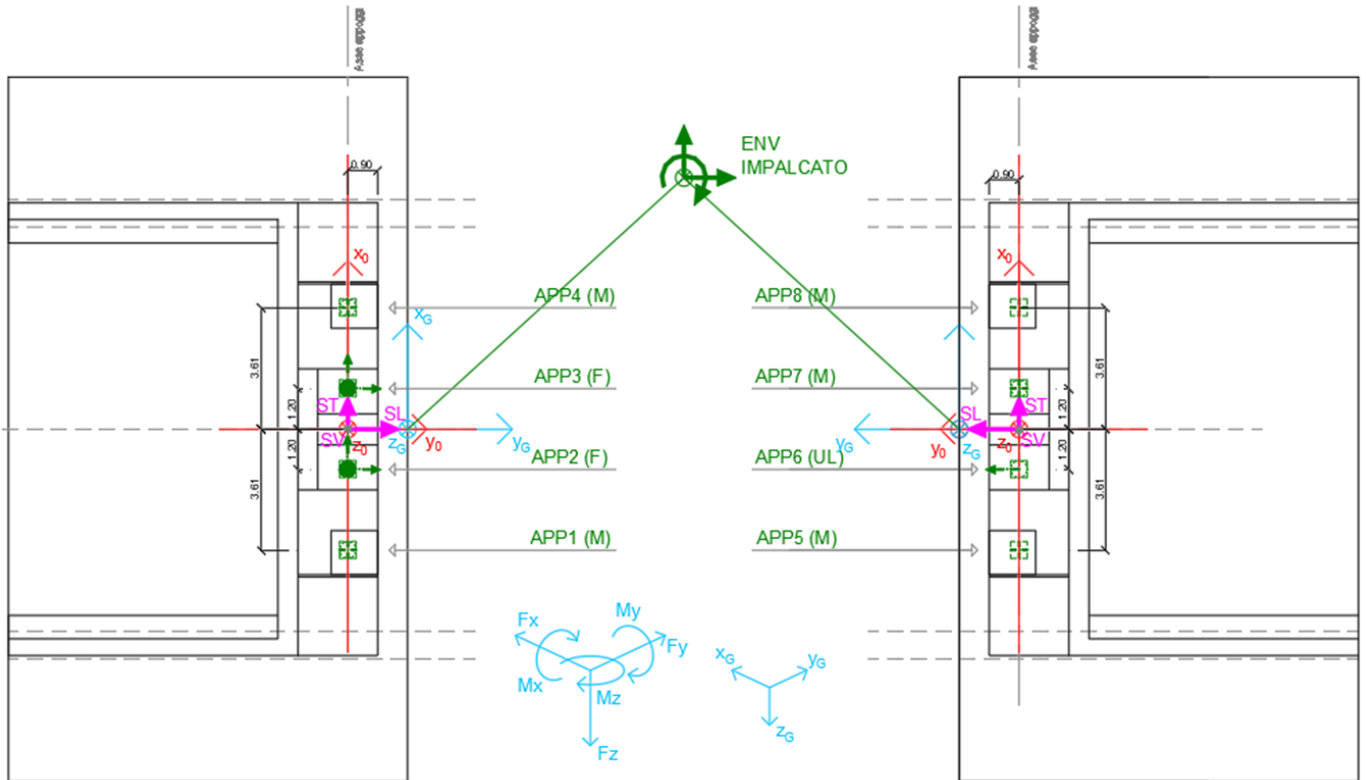 Asse appoggi
Asse appoggi
ENV
IMPALCATO
0.90
0.90
x0
x0
APP4 (M)
APP8 (M)
xG
3.61
3.61
APP3 (F)
APP7 (M)
ST
SL
1.20
SL
ST
1.20
SV
z0
zG
y0
yG
yG
y0
zG
z0
SV
1.20
1.20
APP2 (F)
APP6 (UL)
3.61
3.61
APP1 (M)
APP5 (M)
Fx
My
Fy
Mx
Mz
Fz
xG
yG
zG